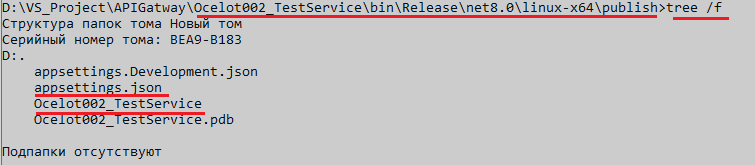 D:\VS_Project\APIGatway\Ocelot002_TestService\bin\Release\net8.0\linux-x64\publish>tree /f
Структура папок тома Новый том
Серийный номер тома: BEA9-B183
D:.
appsettings.Development.json
appsettings.json
Ocelot002_TestService
Ocelot002_TestService.pdb
Подпапки отсутствуют